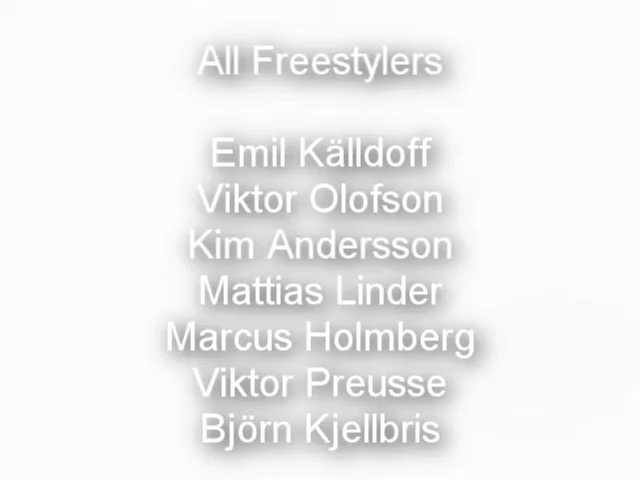 All Freestylers
Emil Källdoff
Viktor Olofson
Kim Andersson
Mattias Linder
Marcus Holmberg
Viktor Preusse
Björn Kjellbris